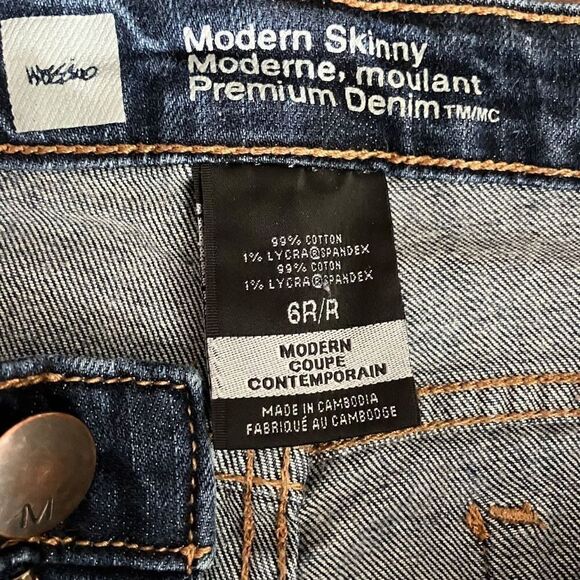 Mossimo
Modern Skinny
Moderne, moulant
Premium Denim TM/MC
99% COTTON
1% LYCRA®SPANDEX
99% COTON
1% LYCRA®SPANDEX
6R/R
MODERN
COUPE
CONTEMPORAIN
MADE IN CAMBODIA
FABRIQUÉ AU CAMBODGE
M